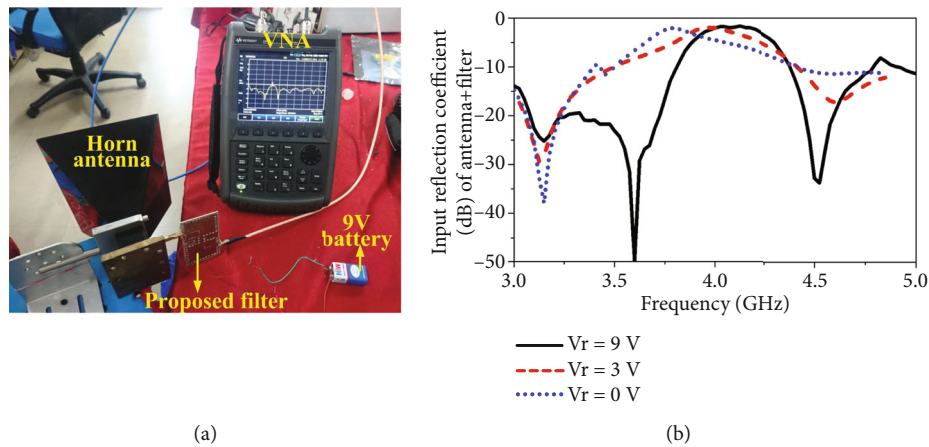 VNA
KEYSIGHT
Horn
antenna
9V
battery
HiW
Proposed filter
(a)
Input reflection coefficient
(dB) of antenna+filter
0
−10
−20
−30
−40
−50
3.0 3.5 4.0 4.5 5.0
Frequency (GHz)
Vr = 9 V
Vr = 3 V
Vr = 0 V
(b)